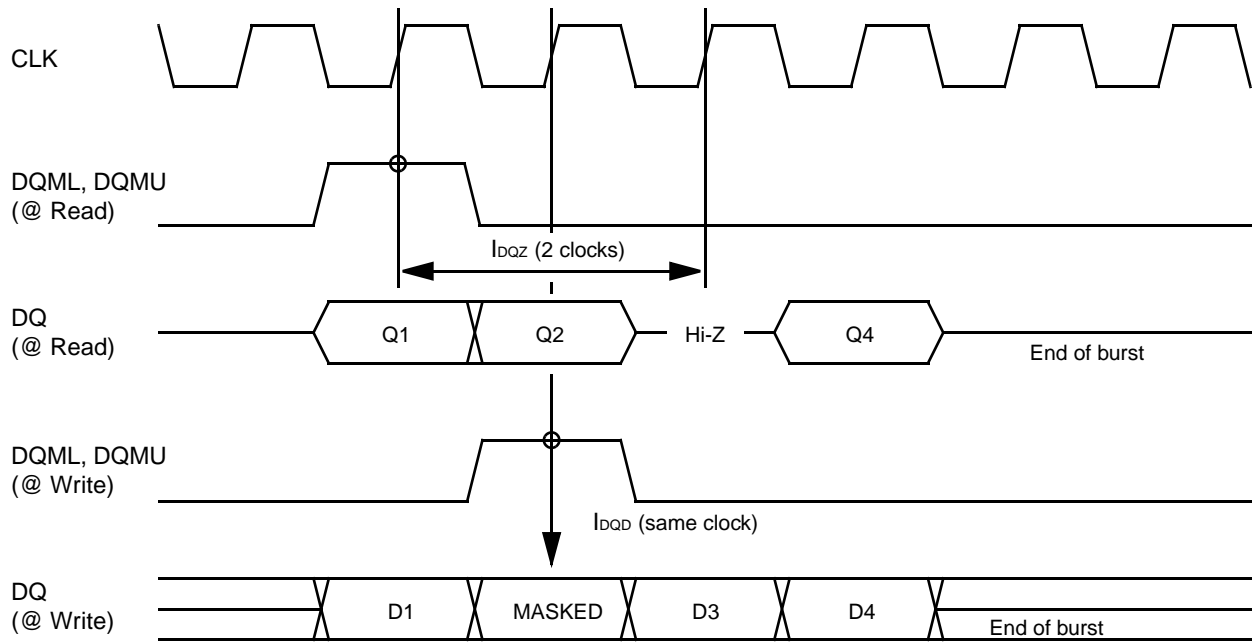 CLK
DQML, DQMU
(@ Read)
IDQZ (2 clocks)
DQ
(@ Read)
Q1
Q2
Hi-Z
Q4
End of burst
DQML, DQMU
(@ Write)
IDQD (same clock)
DQ
(@ Write)
D1
MASKED
D3
D4
End of burst